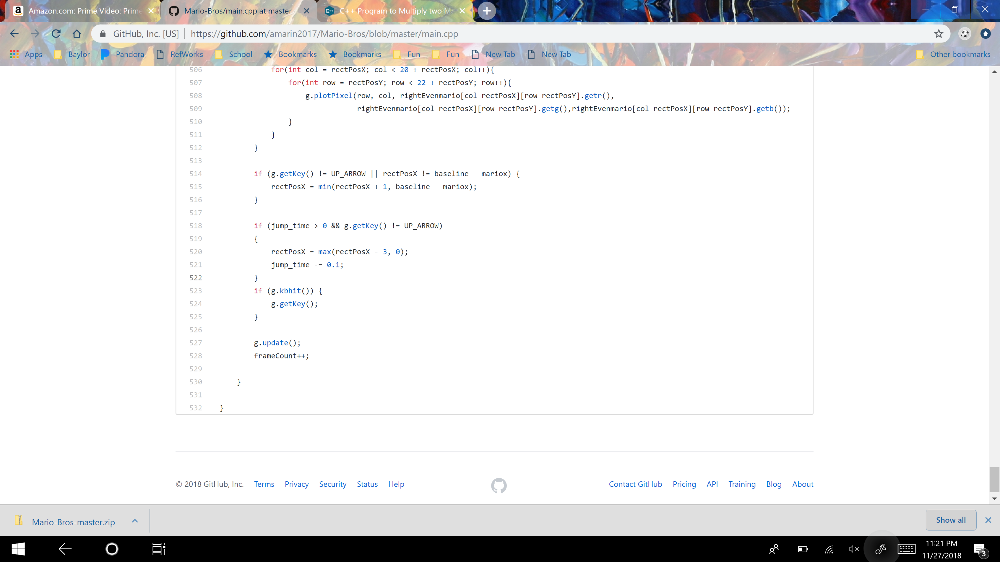 Amazon.com: Prime Video: Prime
Mario-Bros/main.cpp at master
C++ Program to Multiply two M
GitHub, Inc. [US] https://github.com/amarin2017/Mario-Bros/blob/master/main.cpp
Apps Baylor Pandora RefWorks School Bookmarks Bookmarks Fun Fun New Tab New Tab Other bookmarks
506 for(int col = rectPosX; col < 20 + rectPosX; col++){
507 for(int row = rectPosY; row < 22 + rectPosY; row++){
508 g.plotPixel(row, col, rightEvenmario[col-rectPosX][row-rectPosY].getr(),
509 rightEvenmario[col-rectPosX][row-rectPosY].getg(),rightEvenmario[col-rectPosX][row-rectPosY].getb());
510 }
511 }
512 }
513
514 if (g.getKey() != UP_ARROW || rectPosX != baseline - mariox) {
515 rectPosX = min(rectPosX + 1, baseline - mariox);
516 }
517
518 if (jump_time > 0 && g.getKey() != UP_ARROW)
519 {
520 rectPosX = max(rectPosX - 3, 0);
521 jump_time -= 0.1;
522 }
523 if (g.kbhit()) {
524 g.getKey();
525 }
526
527 g.update();
528 frameCount++;
529
530 }
531
532 }
© 2018 GitHub, Inc. Terms Privacy Security Status Help Contact GitHub Pricing API Training Blog About
Mario-Bros-master.zip Show all
11:21 PM
11/27/2018
3